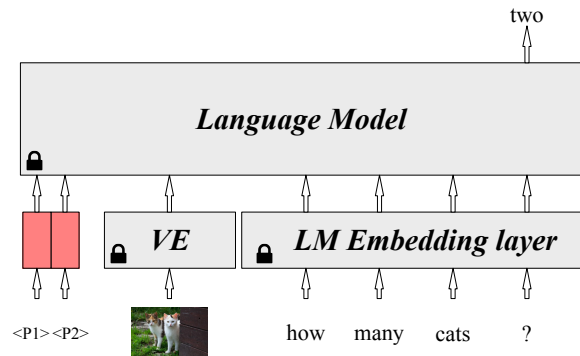 two
Language Model
VE
LM Embedding layer
<P1> <P2>
how many cats ?